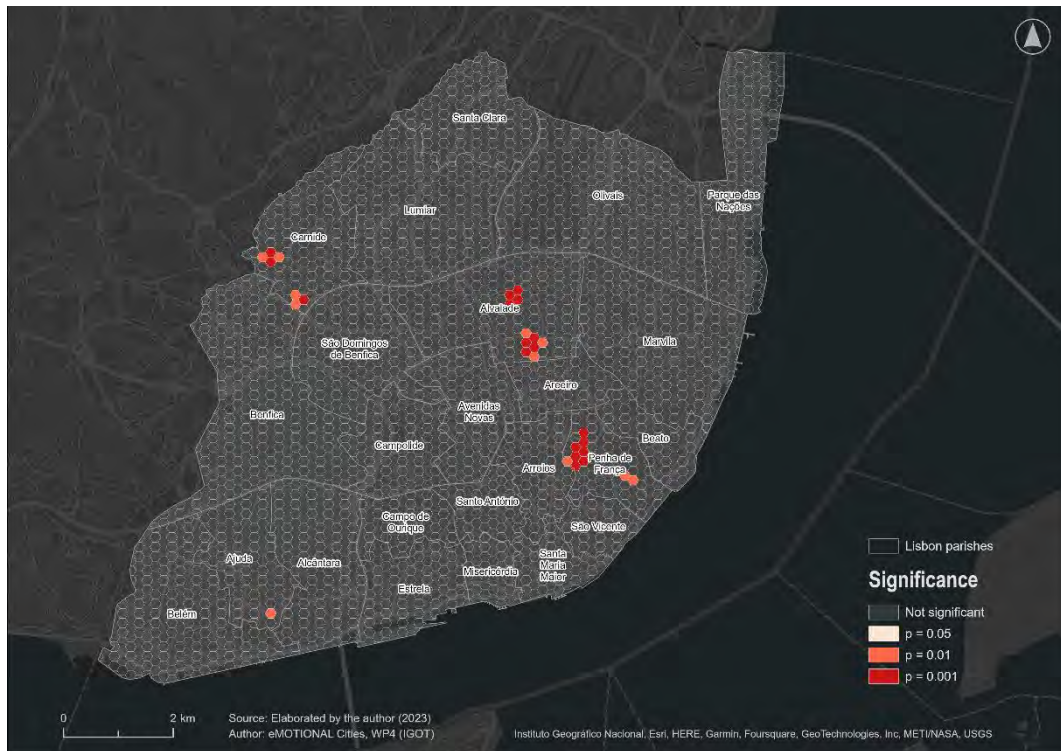 Santa Clara
Olivais
Parque das
Nações
Lumiar
Carnide
Alvalade
São Domingos
de Benfica
Marvila
Areeiro
Avenidas
Novas
Benfica
Campolide
Beato
Penha de
França
Arroios
Santo António
Campo de
Ourique
São Vicente
Ajuda
Alcântara
Santa
Maria
Maior
Misericórdia
Estrela
Belém
Lisbon parishes
Significance
Not significant
p = 0.05
p = 0.01
p = 0.001
0
2 km
Source: Elaborated by the author (2023)
Author: eMOTIONAL Cities, WP4 (IGOT)
Instituto Geográfico Nacional, Esri, HERE, Garmin, Foursquare, GeoTechnologies, Inc, METI/NASA, USGS